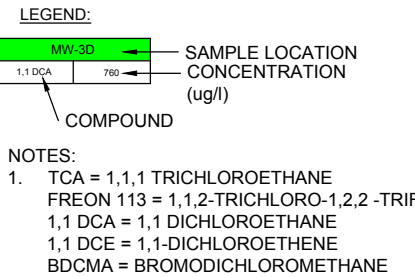 LEGEND:
MW-3D
SAMPLE LOCATION
1,1 DCA 760
CONCENTRATION
(ug/l)
COMPOUND
NOTES:
1. TCA = 1,1,1 TRICHLOROETHANE
FREON 113 = 1,1,2-TRICHLORO-1,2,2 -TRIF
1,1 DCA = 1,1 DICHLOROETHANE
1,1 DCE = 1,1-DICHLOROETHENE
BDCMA = BROMODICHLOROMETHANE